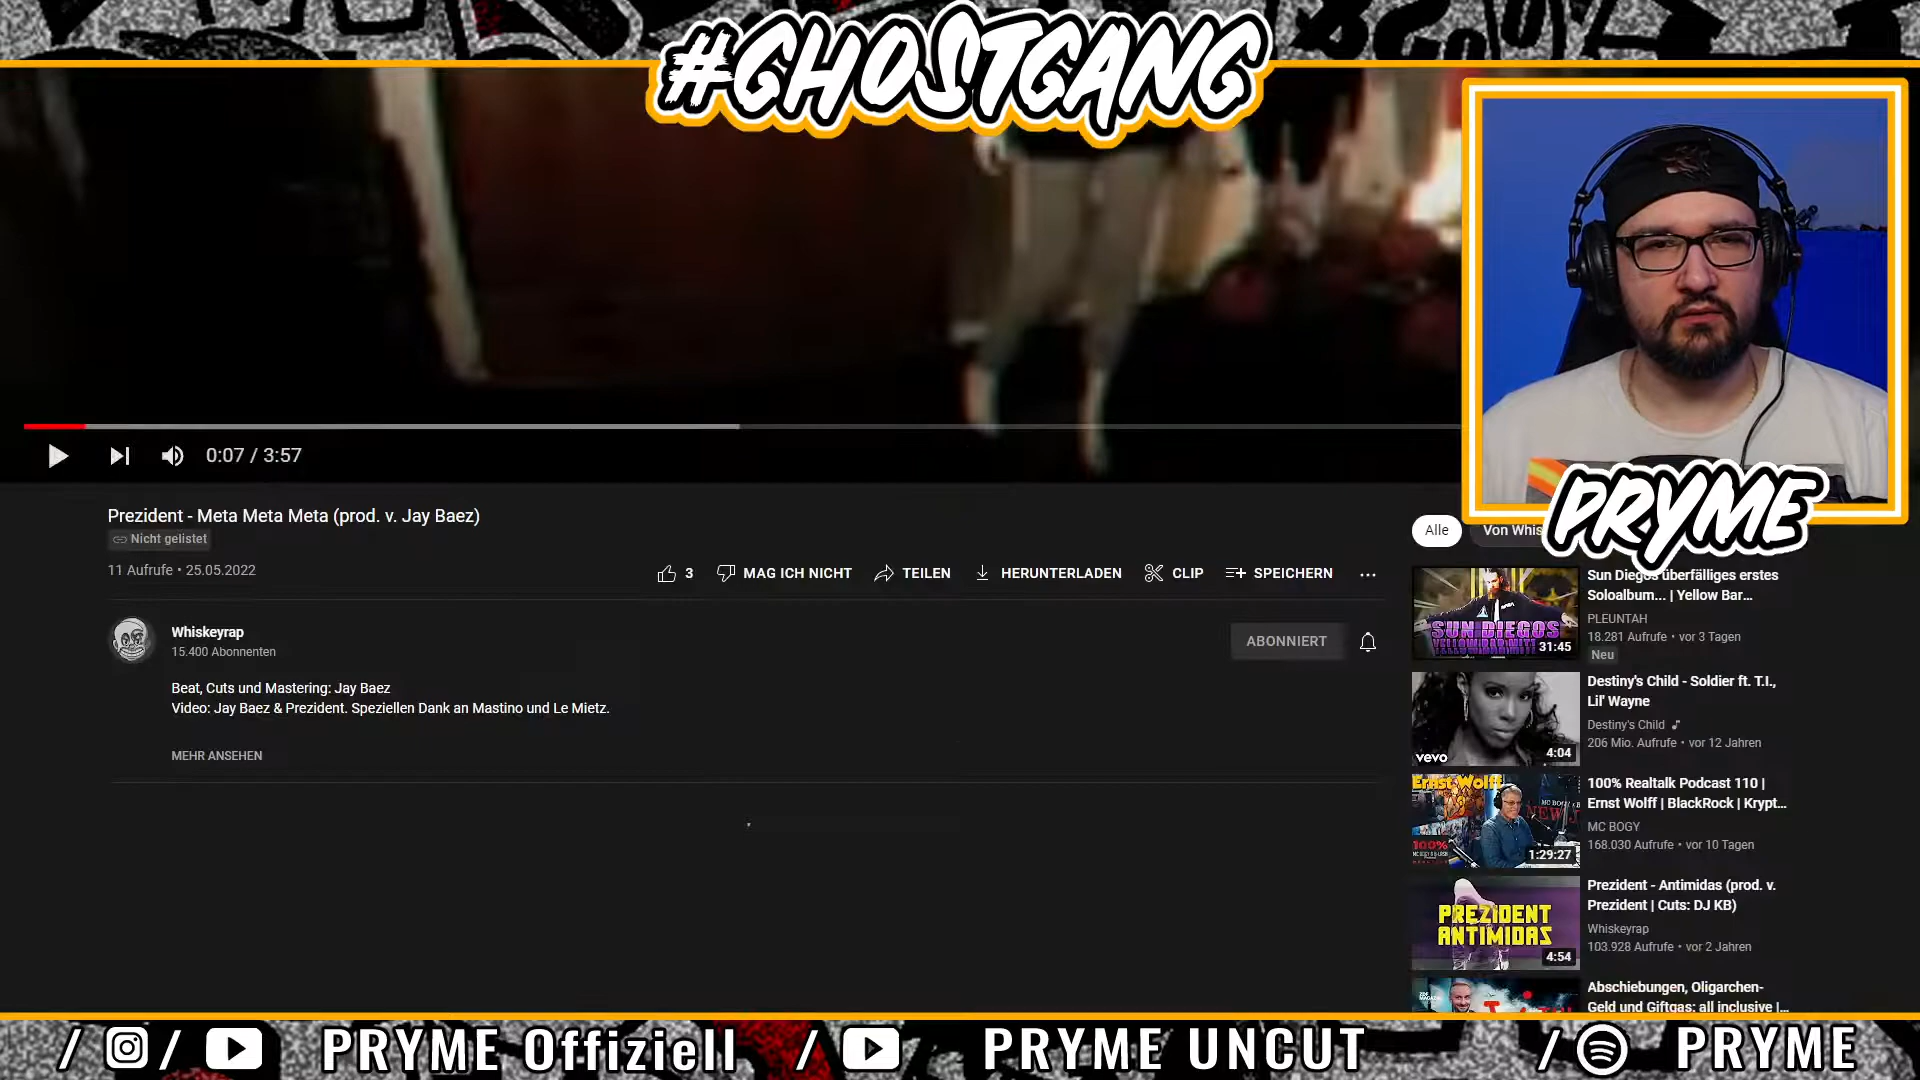 #GHOSTGANG
0:07 / 3:57
Prezident - Meta Meta Meta (prod. v. Jay Baez)
Nicht gelistet
11 Aufrufe • 25.05.2022
3
MAG ICH NICHT
TEILEN
HERUNTERLADEN
CLIP
SPEICHERN
Whiskeyrap
15.400 Abonnenten
ABONNIERT
Beat, Cuts und Mastering: Jay Baez
Video: Jay Baez & Prezident. Speziellen Dank an Mastino und Le Mietz.
MEHR ANSEHEN
PRYME
Alle
Von Whis
SUN DIEGOS
31:45
Sun Diegos überfälliges erstes
Soloalbum... | Yellow Bar...
PLEUNTAH
18.281 Aufrufe • vor 3 Tagen
Neu
vevo
4:04
Destiny's Child - Soldier ft. T.I.,
Lil' Wayne
Destiny's Child
206 Mio. Aufrufe • vor 12 Jahren
Ernst Wolff
100%
1:29:27
100% Realtalk Podcast 110 |
Ernst Wolff | BlackRock | Krypt...
MC BOGY
168.030 Aufrufe • vor 10 Tagen
PREZIDENT
ANTIMIDAS
4:54
Prezident - Antimidas (prod. v.
Prezident | Cuts: DJ KB)
Whiskeyrap
103.928 Aufrufe • vor 2 Jahren
Abschiebungen, Oligarchen-
Geld und Giftgas: all inclusive |...
/ / PRYME Offiziell / PRYME UNCUT / PRYME